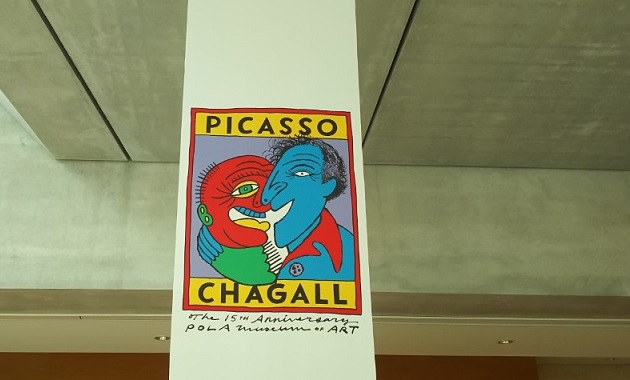 PICASSO
CHAGALL
The 15TH Anniversary
POLA museum of ART